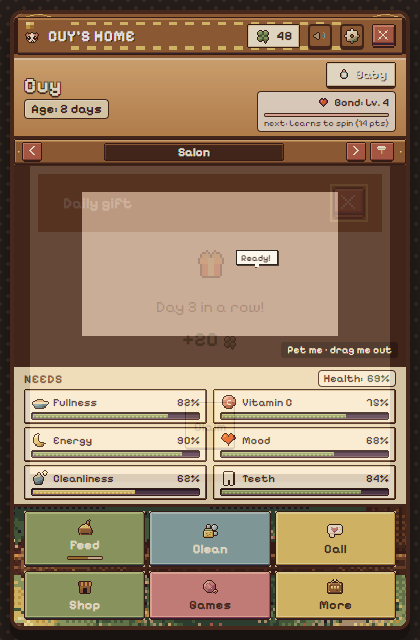 GUY'S HOME
48
Guy
Baby
Age: 2 days
Bond: Lv. 4
next: Learns to spin (14 pts)
Salon
Daily gift
Ready!
Day 3 in a row!
+20
Pet me · drag me out
NEEDS
Health: 69%
Fullness 82%
Vitamin C 78%
Energy 90%
Mood 68%
Cleanliness 62%
Teeth 84%
Feed
Clean
Call
Shop
Games
More